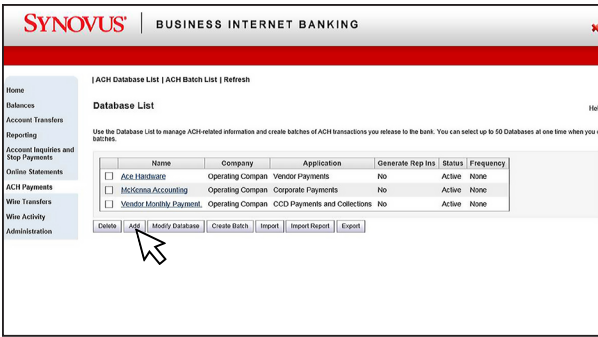 SYNOVUS® BUSINESS INTERNET BANKING
| ACH Database List | ACH Batch List | Refresh
Home
Balances
Account Transfers
Reporting
Account Inquiries and
Stop Payments
Online Statements
ACH Payments
Wire Transfers
Wire Activity
Administration
Database List
Hel
Use the Database List to manage ACH-related information and create batches of ACH transactions you release to the bank. You can select up to 50 Databases at one time when you c
batches.
Name Company Application Generate Rep Ins Status Frequency
Ace Hardware Operating Compan Vendor Payments No Active None
McKenna Accounting Operating Compan Corporate Payments No Active None
Vendor Monthly Payment. Operating Compan CCD Payments and Collections No Active None
Delete Add Modify Database Create Batch Import Import Report Export